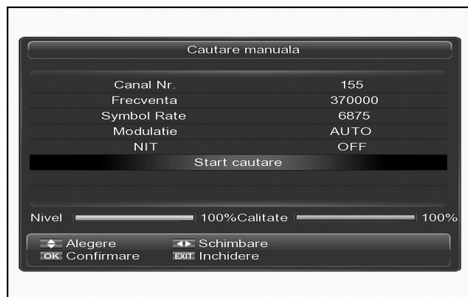 Cautare manuala
Canal Nr. 155
Frecventa 370000
Symbol Rate 6875
Modulatie AUTO
NIT OFF
Start cautare
Nivel 100% Calitate 100%
Alegere Schimbare
OK Confirmare EXIT Inchidere